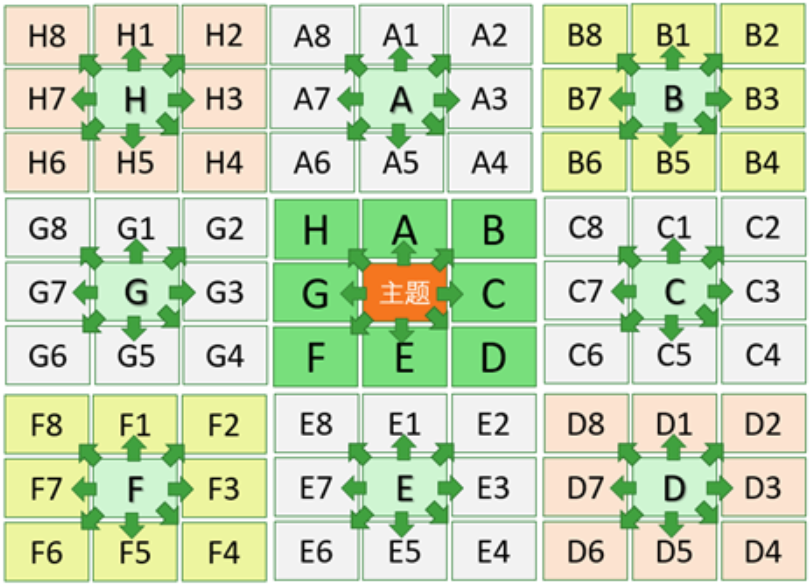 H8 H1 H2 A8 A1 A2 B8 B1 B2
H7 H H3 A7 A A3 B7 B B3
H6 H5 H4 A6 A5 A4 B6 B5 B4
G8 G1 G2 H A B C8 C1 C2
G7 G G3 G 主题 C C7 C C3
G6 G5 G4 F E D C6 C5 C4
F8 F1 F2 E8 E1 E2 D8 D1 D2
F7 F F3 E7 E E3 D7 D D3
F6 F5 F4 E6 E5 E4 D6 D5 D4